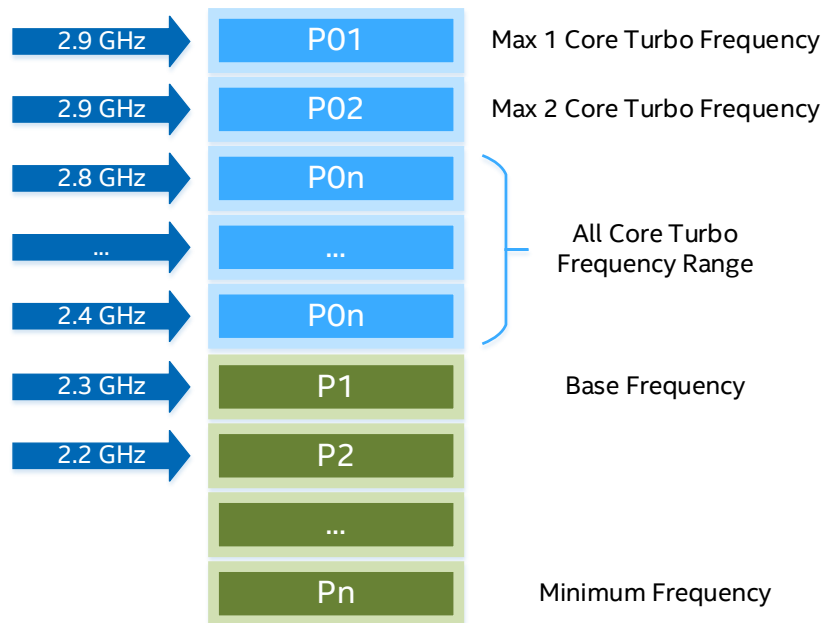 2.9 GHz P01 Max 1 Core Turbo Frequency
2.9 GHz P02 Max 2 Core Turbo Frequency
2.8 GHz P0n
... ... All Core Turbo
Frequency Range
2.4 GHz P0n
2.3 GHz P1 Base Frequency
2.2 GHz P2
...
Pn Minimum Frequency